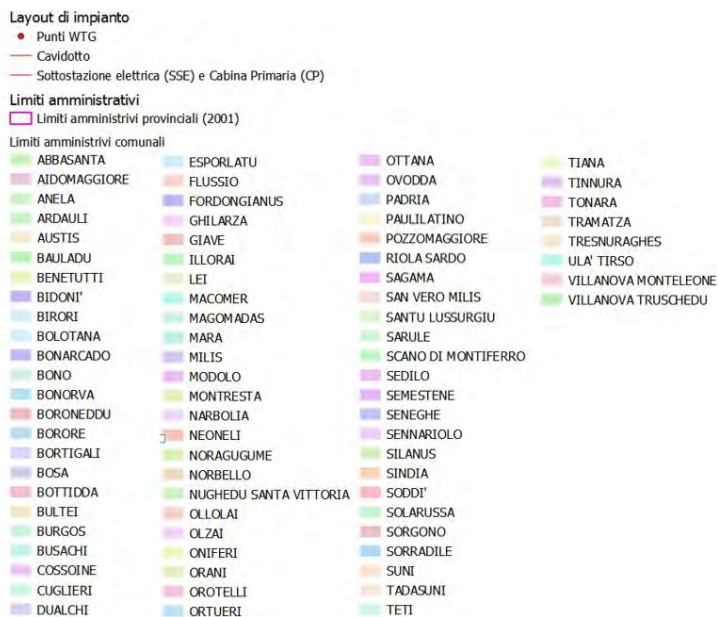 Layout di impianto
Punti WTG
Cavidotto
Sottostazione elettrica (SSE) e Cabina Primaria (CP)
Limiti amministrativi
Limiti amministrivi provinciali (2001)
Limiti amministrivi comunali
ABBASANTA
AIDOMAGGIORE
ANELA
ARDAULI
AUSTIS
BAULADU
BENETUTTI
BIDONI'
BIRORI
BOLOTANA
BONARCADO
BONO
BONORVA
BORONEDDU
BORORE
BORTIGALI
BOSA
BOTTIDDA
BULTEI
BURGOS
BUSACHI
COSSOINE
CUGLIERI
DUALCHI
ESPORLATU
FLUSSIO
FORDONGIANUS
GHILARZA
GIAVE
ILLORAI
LEI
MACOMER
MAGOMADAS
MARA
MILIS
MODOLO
MONTRESTA
NARBOLIA
NEONELI
NORAGUGUME
NORBELLO
NUGHEDU SANTA VITTORIA
OLLOLAI
OLZAI
ONIFERI
ORANI
OROTELLI
ORTUERI
OTTANA
OVODDA
PADRIA
PAULILATINO
POZZOMAGGIORE
RIOLA SARDO
SAGAMA
SAN VERO MILIS
SANTU LUSSURGIU
SARULE
SCANO DI MONTIFERRO
SEDILO
SEMESTENE
SENEGHE
SENNARIOLO
SILANUS
SINDIA
SODDI'
SOLARUSSA
SORGONO
SORRADILE
SUNI
TADASUNI
TETI
TIANA
TINNURA
TONARA
TRAMATZA
TRESNURAGHES
ULA' TIRSO
VILLANOVA MONTELEONE
VILLANOVA TRUSCHEDU